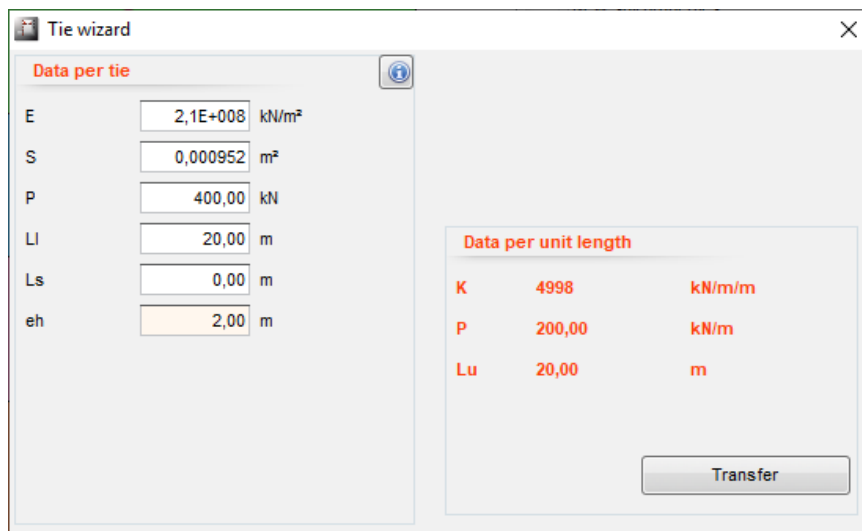 Tie wizard
Data per tie
E 2,1E+008 kN/m²
S 0,000952 m²
P 400,00 kN
Ll 20,00 m
Ls 0,00 m
eh 2,00 m
Data per unit length
K 4998 kN/m/m
P 200,00 kN/m
Lu 20,00 m
Transfer